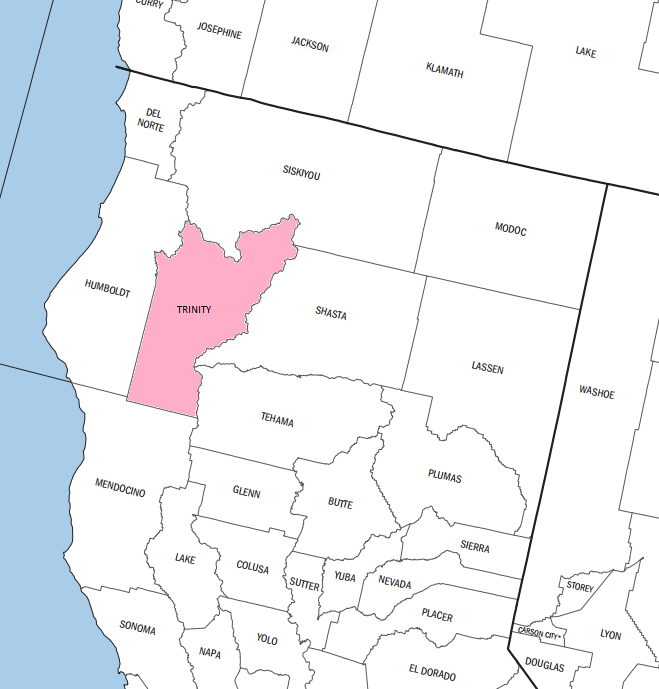 CURRY
JOSEPHINE
JACKSON
KLAMATH
LAKE
DEL
NORTE
SISKIYOU
MODOC
HUMBOLDT
TRINITY
SHASTA
LASSEN
WASHOE
TEHAMA
PLUMAS
MENDOCINO
GLENN
BUTTE
LAKE
COLUSA
SIERRA
SUTTER
YUBA
NEVADA
STOREY
PLACER
SONOMA
NAPA
YOLO
CARSON CITY*
LYON
DOUGLAS
EL DORADO